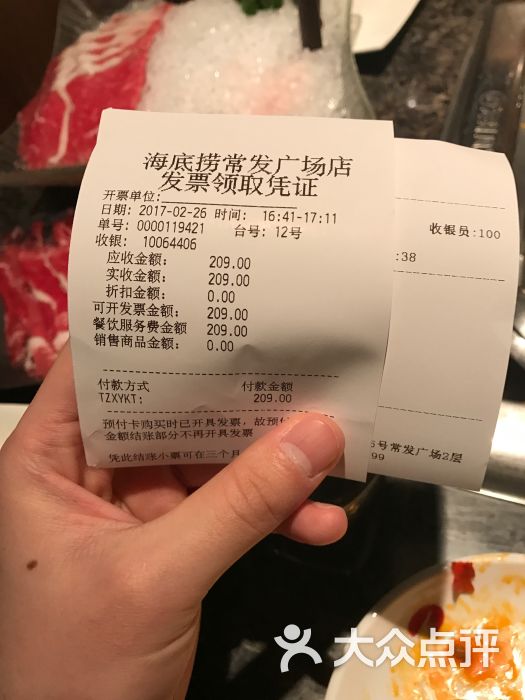 海底捞常发广场店
发票领取凭证
开票单位:
日期: 2017-02-26 时间: 16:41-17:11
单号: 0000119421 台号: 12号
收银: 10064406
应收金额: 209.00
实收金额: 209.00
折扣金额: 0.00
可开发票金额: 209.00
餐饮服务费金额 209.00
销售商品金额: 0.00
付款方式 付款金额
TZXYKT: 209.00
预付卡购买时已开具发票，故预付
金额结账部分不再开具发票
凭此结账小票可在三个月
收银员:100
:38
号常发广场2层
99
大众点评